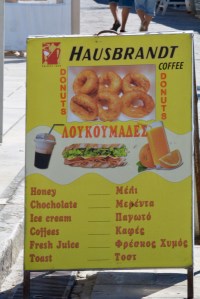 HAUSBRANDT
COFFEE
DONUTS
DONUTS
ΛΟΥΚΟΥΜΑΔΕΣ
Honey Μέλι
Chocholate Μερέντα
Ice cream Παγωτό
Coffees Καφές
Fresh Juice Φρέσκος Χυμός
Toast Τοστ